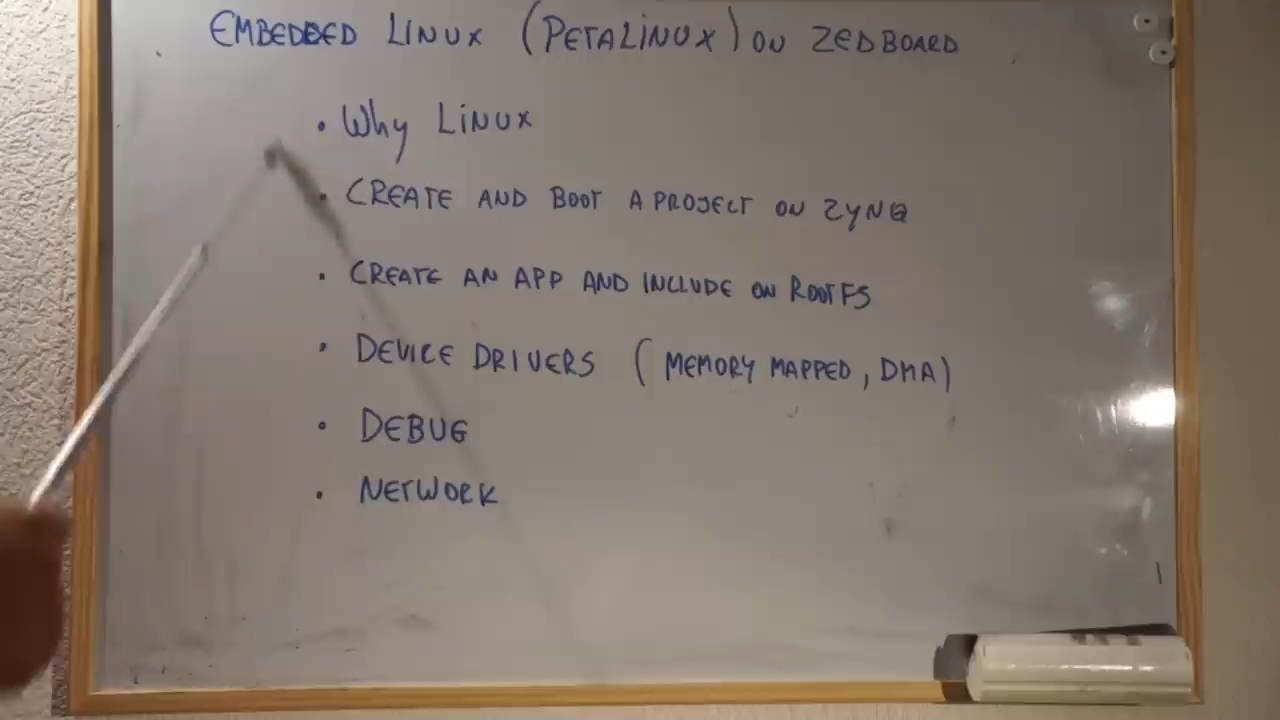 EMBEDDED LINUX (PETALINUX) ON ZEDBOARD
• Why LiNUX
• CREATE AND BOOT A PROJECT ON ZYNQ
• CREATE AN APP AND INCLUDE ON ROOTFS
• DEVICE DRIVERS (MEMORY MAPPED, DMA)
• DEBUG
• NETWORK